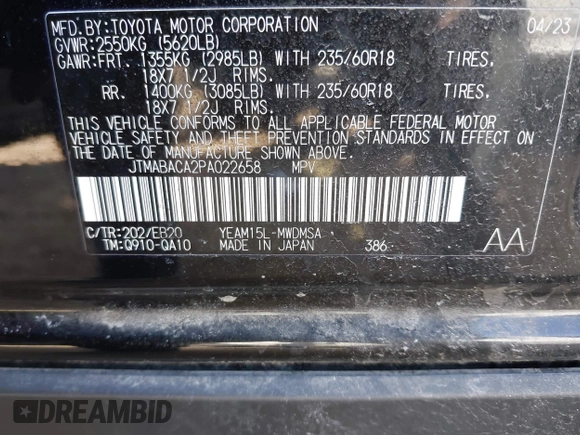 MFD.BY:TOYOTA MOTOR CORPORATION 04/23
GVWR:2550KG (5620LB)
GAWR:FRT. 1355KG (2985LB) WITH 235/60R18 TIRES,
18X7 1/2J RIMS.
RR. 1400KG (3085LB) WITH 235/60R18 TIRES,
18X7 1/2J RIMS.
THIS VEHICLE CONFORMS TO ALL APPLICABLE FEDERAL MOTOR
VEHICLE SAFETY AND THEFT PREVENTION STANDARDS IN EFFECT ON
THE DATE OF MANUFACTURE SHOWN ABOVE.
JTMABACA2PA022658 MPV
C/TR:202/EB20 YEAM15L-MWDMSA
TM:Q910-QA10 MADE IN JAPAN 386 AA
DREAMBID